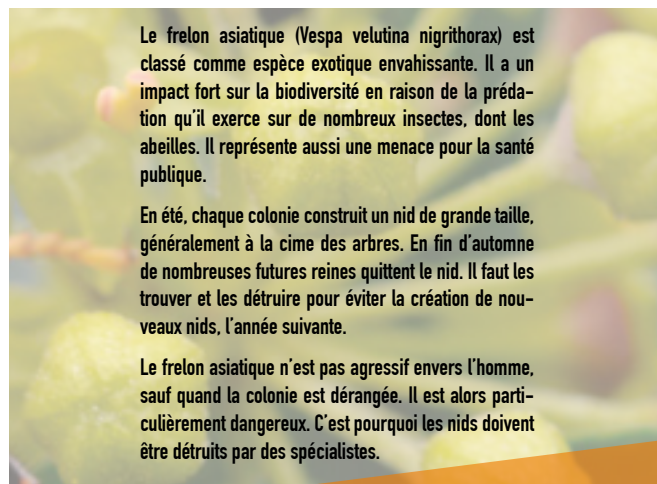 Le frelon asiatique (Vespa velutina nigrithorax) est
classé comme espèce exotique envahissante. Il a un
impact fort sur la biodiversité en raison de la préda-
tion qu'il exerce sur de nombreux insectes, dont les
abeilles. Il représente aussi une menace pour la santé
publique.
En été, chaque colonie construit un nid de grande taille,
généralement à la cime des arbres. En fin d'automne
de nombreuses futures reines quittent le nid. Il faut les
trouver et les détruire pour éviter la création de nou-
veaux nids, l'année suivante.
Le frelon asiatique n'est pas agressif envers l'homme,
sauf quand la colonie est dérangée. Il est alors parti-
culièrement dangereux. C'est pourquoi les nids doivent
être détruits par des spécialistes.